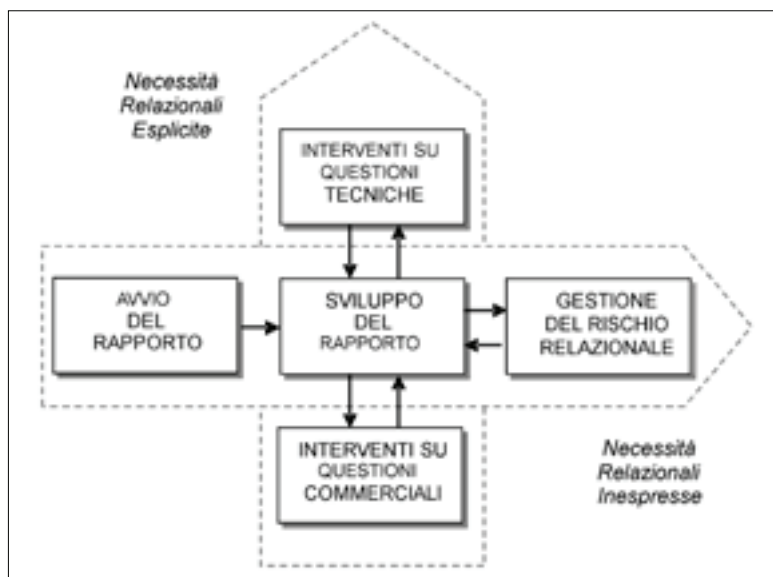 Necessità
Relazionali
Esplicite
INTERVENTI SU
QUESTIONI
TECNICHE
AVVIO
DEL
RAPPORTO
SVILUPPO
DEL
RAPPORTO
GESTIONE
DEL RISCHIO
RELAZIONALE
INTERVENTI SU
QUESTIONI
COMMERCIALI
Necessità
Relazionali
Inespresse